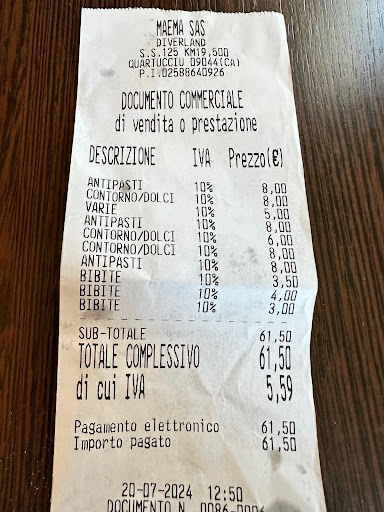 MAEMA SAS
DIVERLAND
S.S.125 KM19,500
QUARTUCCIU 09044(CA)
P.I.02588640926
DOCUMENTO COMMERCIALE
di vendita o prestazione
DESCRIZIONE IVA Prezzo(€)
ANTIPASTI 10% 8,00
CONTORNO/DOLCI 10% 8,00
VARIE 10% 5,00
ANTIPASTI 10% 8,00
CONTORNO/DOLCI 10% 6,00
CONTORNO/DOLCI 10% 8,00
ANTIPASTI 10% 8,00
BIBITE 10% 3,50
BIBITE 10% 4,00
BIBITE 10% 3,00
SUB-TOTALE 61,50
TOTALE COMPLESSIVO 61,50
di cui IVA 5,59
Pagamento elettronico 61,50
Importo pagato 61,50
20-07-2024 12:50
DOCUMENTO N. 0086-0006